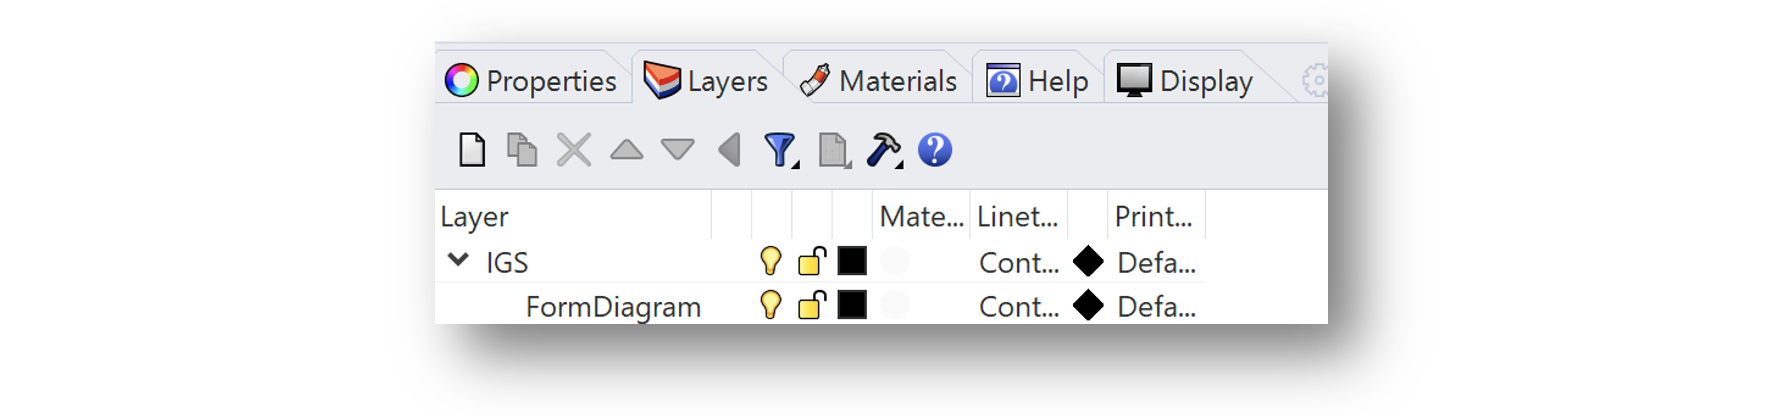 Properties Layers Materials Help Display
Layer Mate... Linet... Print...
IGS Cont... Defa...
FormDiagram Cont... Defa...